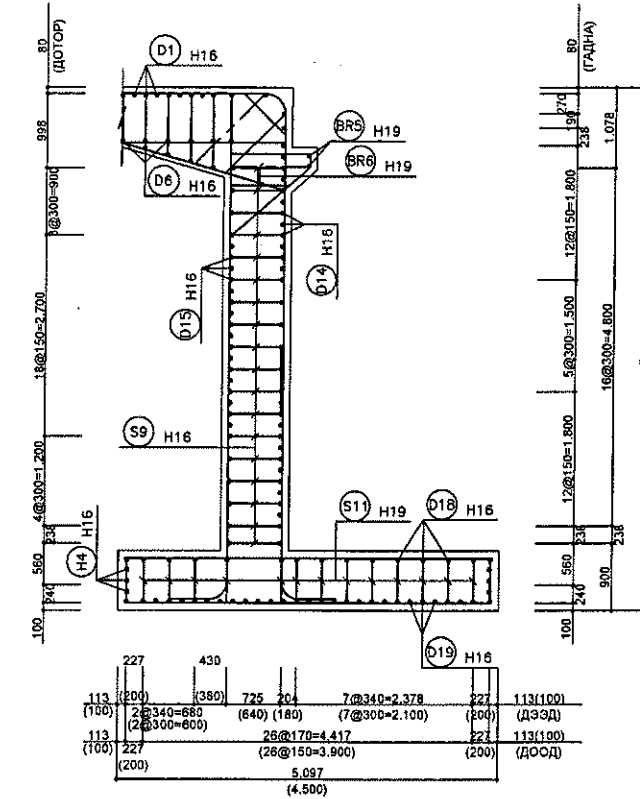 80
(ДОТОР)
998
3@300=900
18@150=2.700
4@300=1.200
238
560
240
100
D1 H16
BR5 H19
BR6 H19
D6 H16
D14 H16
D15 H16
S9 H16
S11 H19
D18 H16
H4 H16
D19 H16
80
(ГАДНА)
270
190
238
1.078
12@150=1.800
5@300=1.500
16@300=4.800
12@150=1.800
238
238
560
900
240
100
227 430
113 (200) (380) 725 204 7@340=2.378 227 113(100)
(100) 2@340=680 (640) (180) (7@300=2.100) (200) (ДЭЭД)
(2@300=600)
113 26@170=4.417 227 113(100)
(100) 227 (26@150=3.900) (200) (ДООД)
(200)
5,097
(4.500)